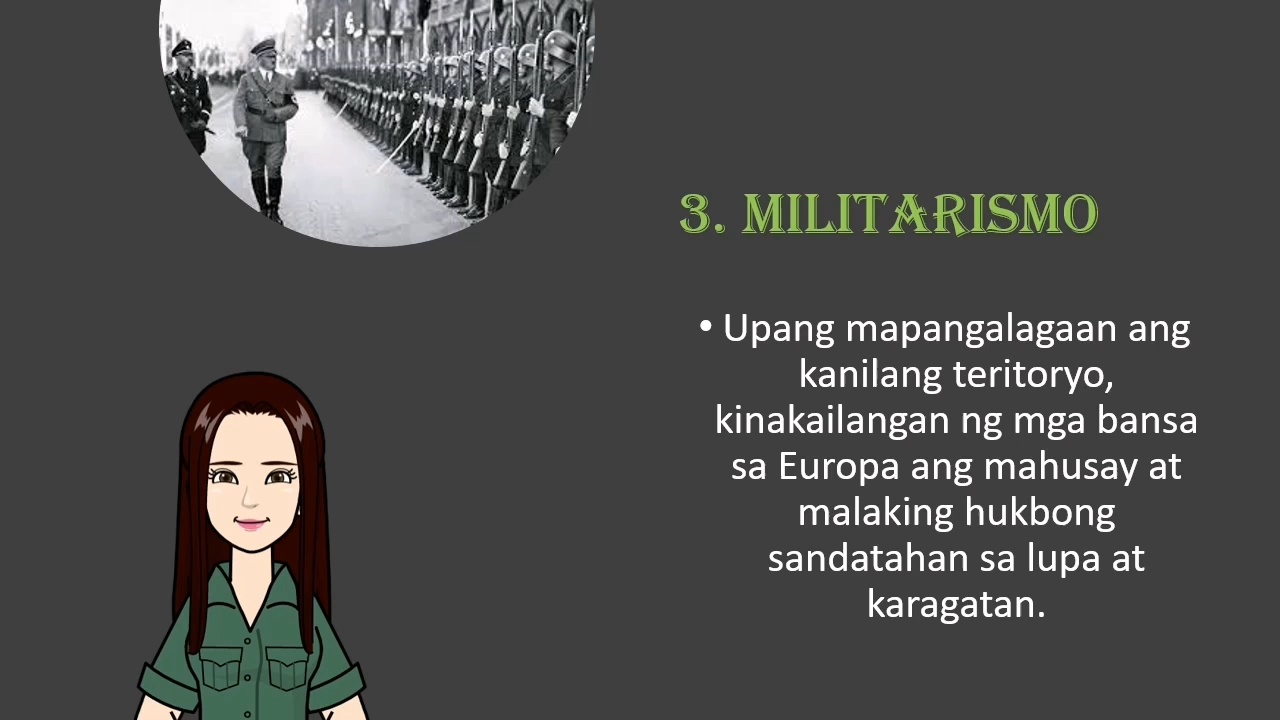 3. MILITARISMO
• Upang mapangalagaan ang
kanilang teritoryo,
kinakailangan ng mga bansa
sa Europa ang mahusay at
malaking hukbong
sandatahan sa lupa at
karagatan.